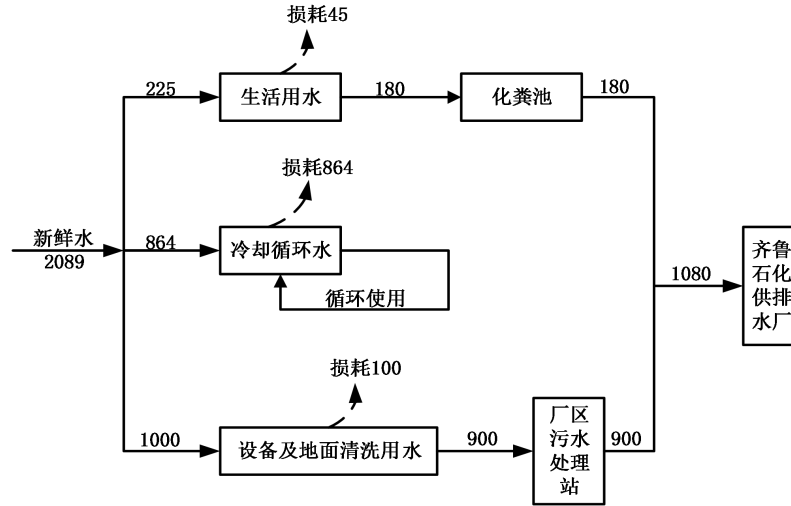 损耗45
225
生活用水
180
化粪池
180
损耗864
新鲜水
2089
864
冷却循环水
循环使用
1080
齐鲁
石化
供排
水厂
损耗100
1000
设备及地面清洗用水
900
厂区
污水
处理
站
900